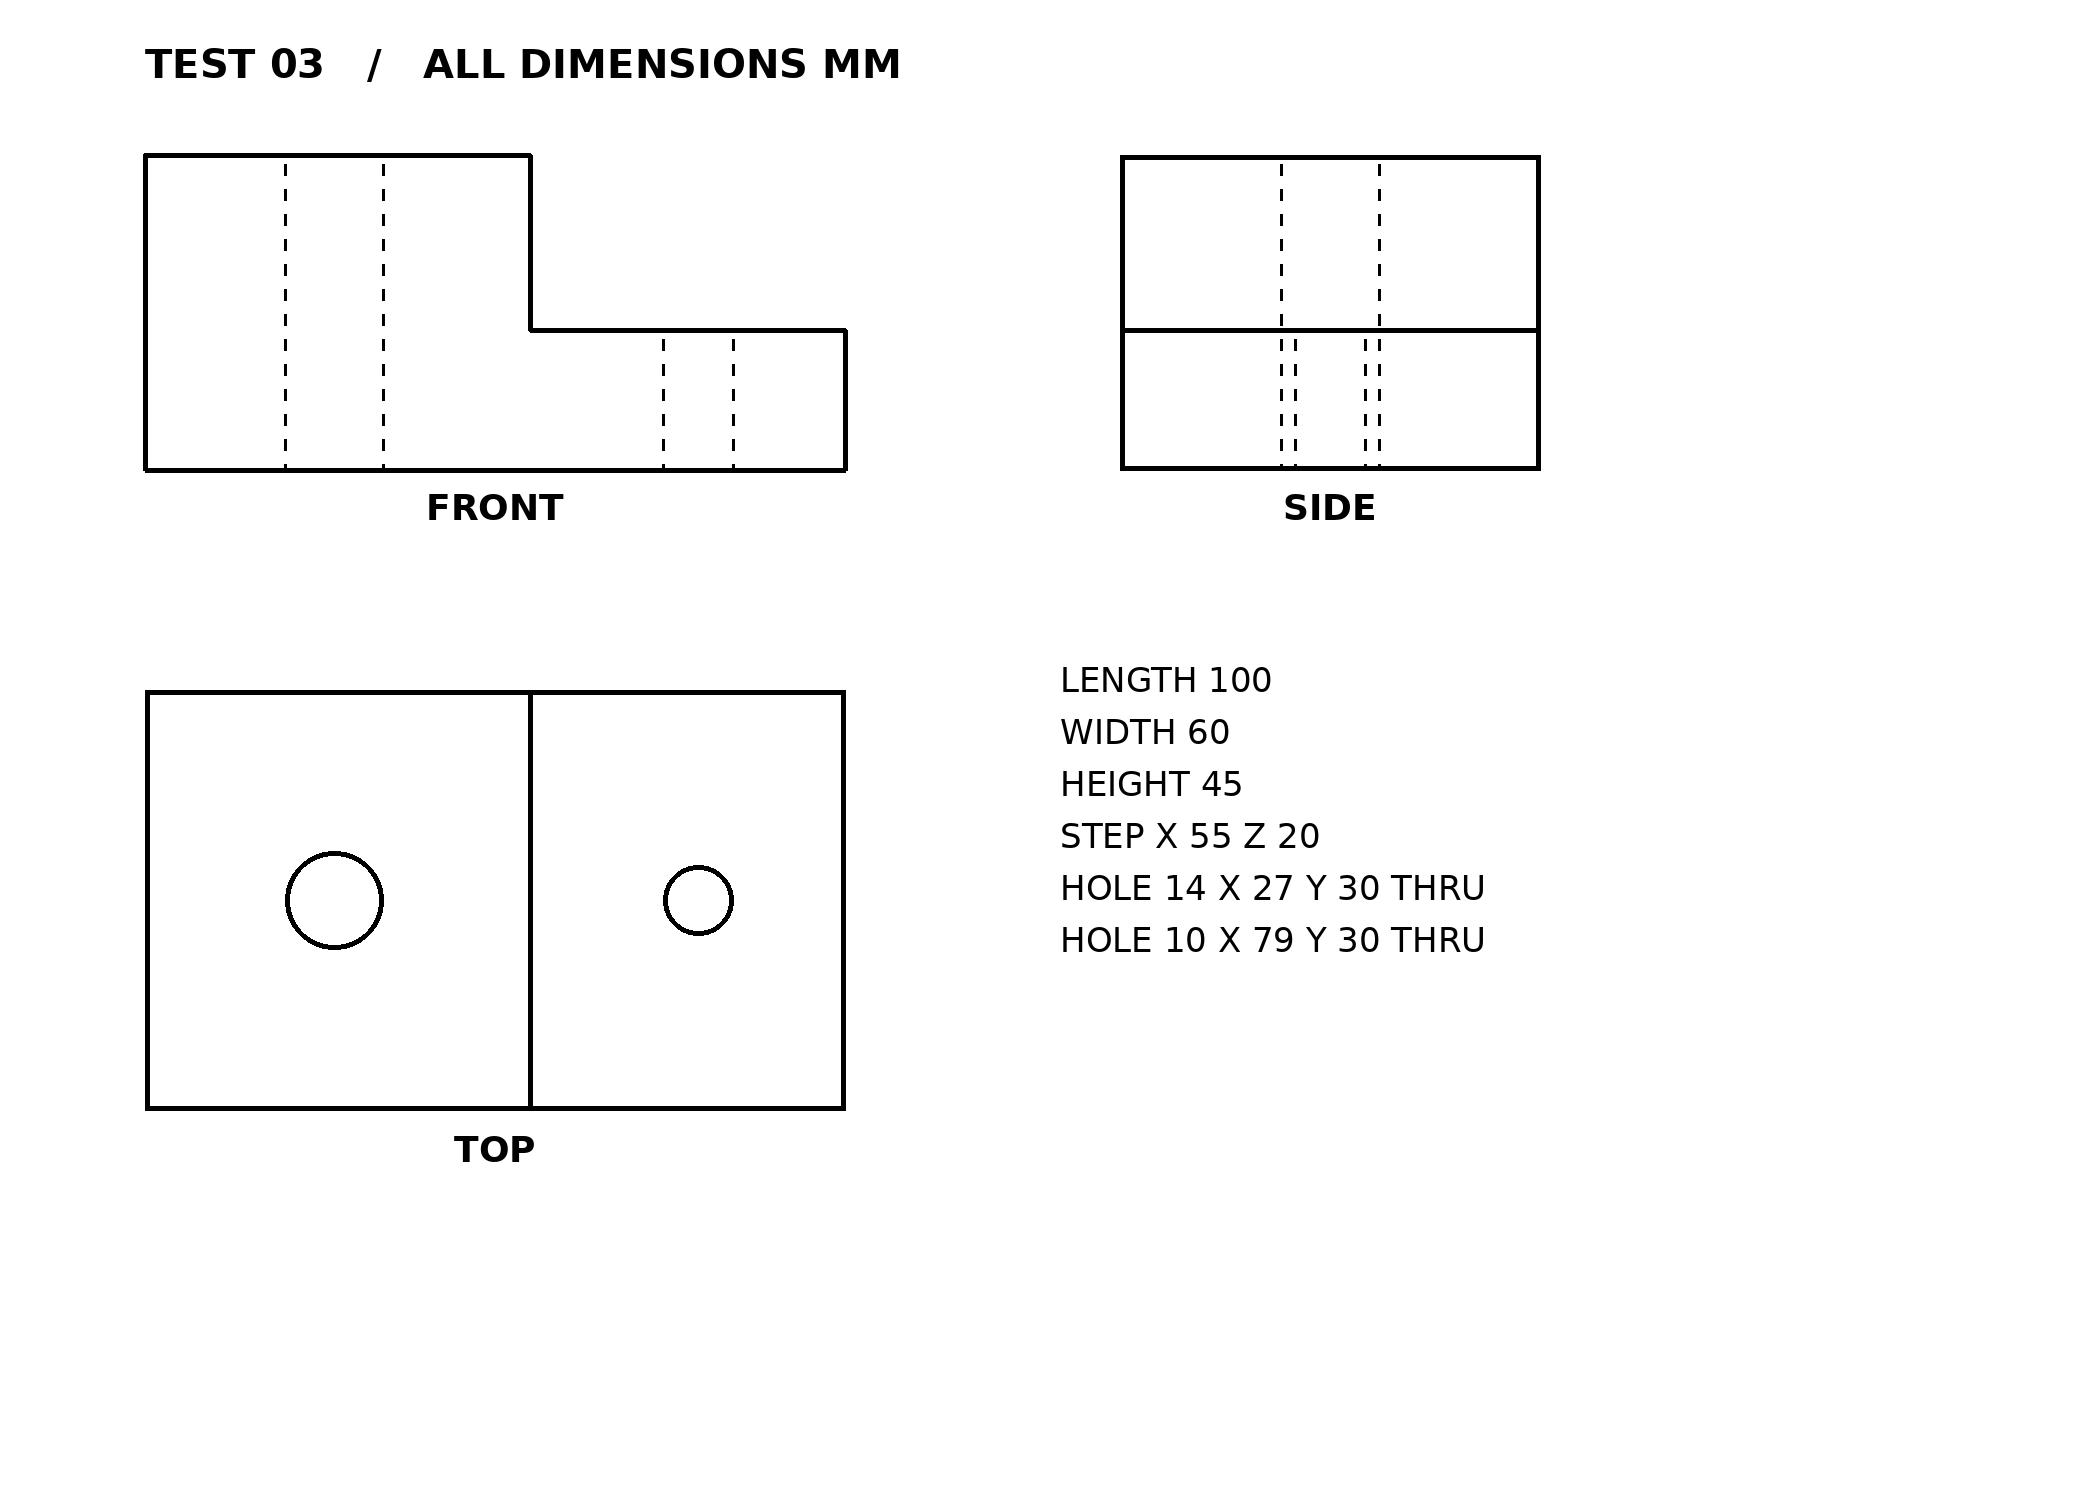 TEST 03 / ALL DIMENSIONS MM
FRONT
SIDE
LENGTH 100
WIDTH 60
HEIGHT 45
STEP X 55 Z 20
HOLE 14 X 27 Y 30 THRU
HOLE 10 X 79 Y 30 THRU
TOP